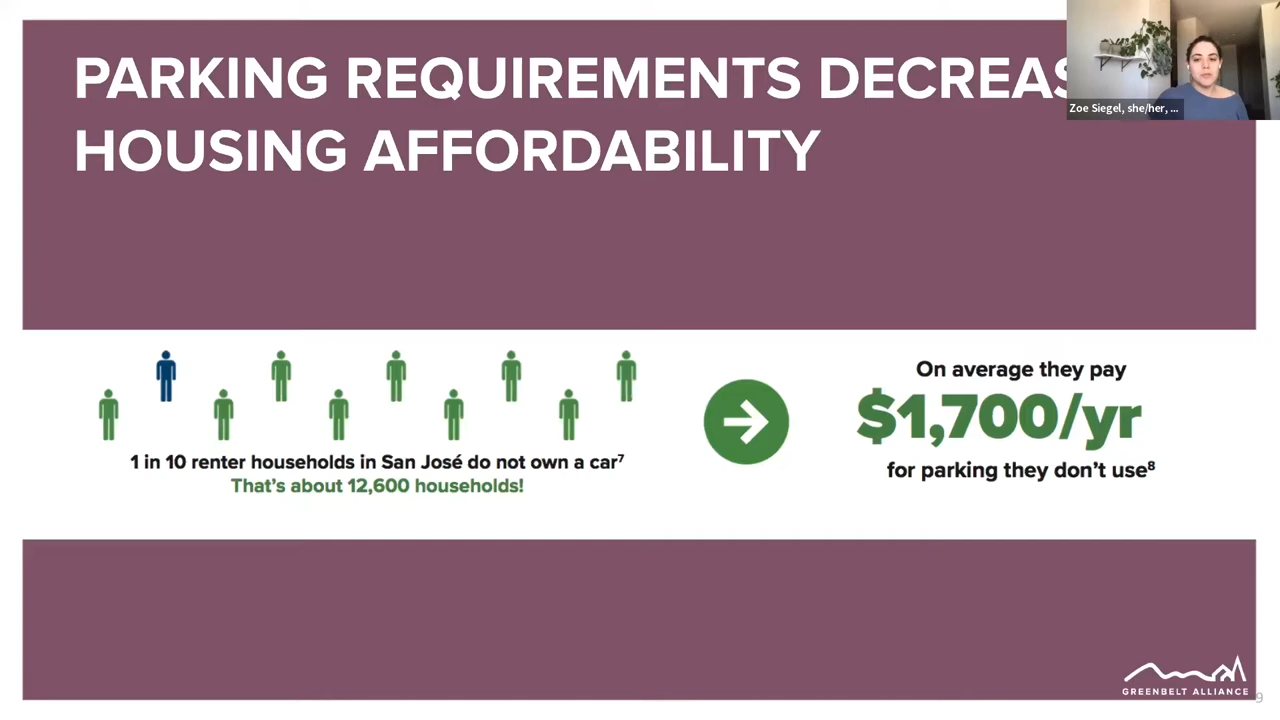 PARKING REQUIREMENTS DECREAS
HOUSING AFFORDABILITY
Zoe Siegel, she/her, ...
1 in 10 renter households in San José do not own a car⁷
That's about 12,600 households!
On average they pay
$1,700/yr
for parking they don't use⁸
GREENBELT ALLIANCE
9